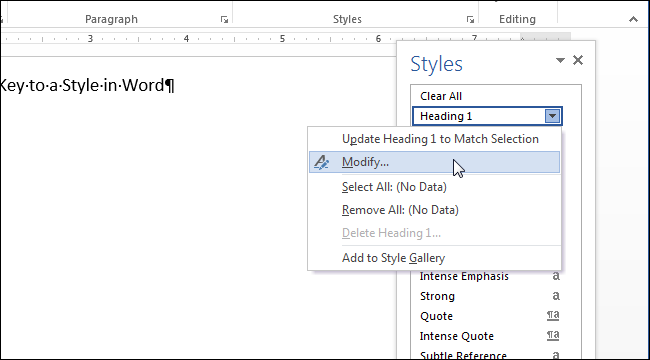 Paragraph Styles Editing
3 4 5 6 7
Key·to·a·Style·in·Word¶
Styles
Clear All
Heading 1
Update Heading 1 to Match Selection
Modify...
Select All: (No Data)
Remove All: (No Data)
Delete Heading 1...
Add to Style Gallery
Intense Emphasis a
Strong a
Quote ¶a
Intense Quote ¶a
Subtle Reference a